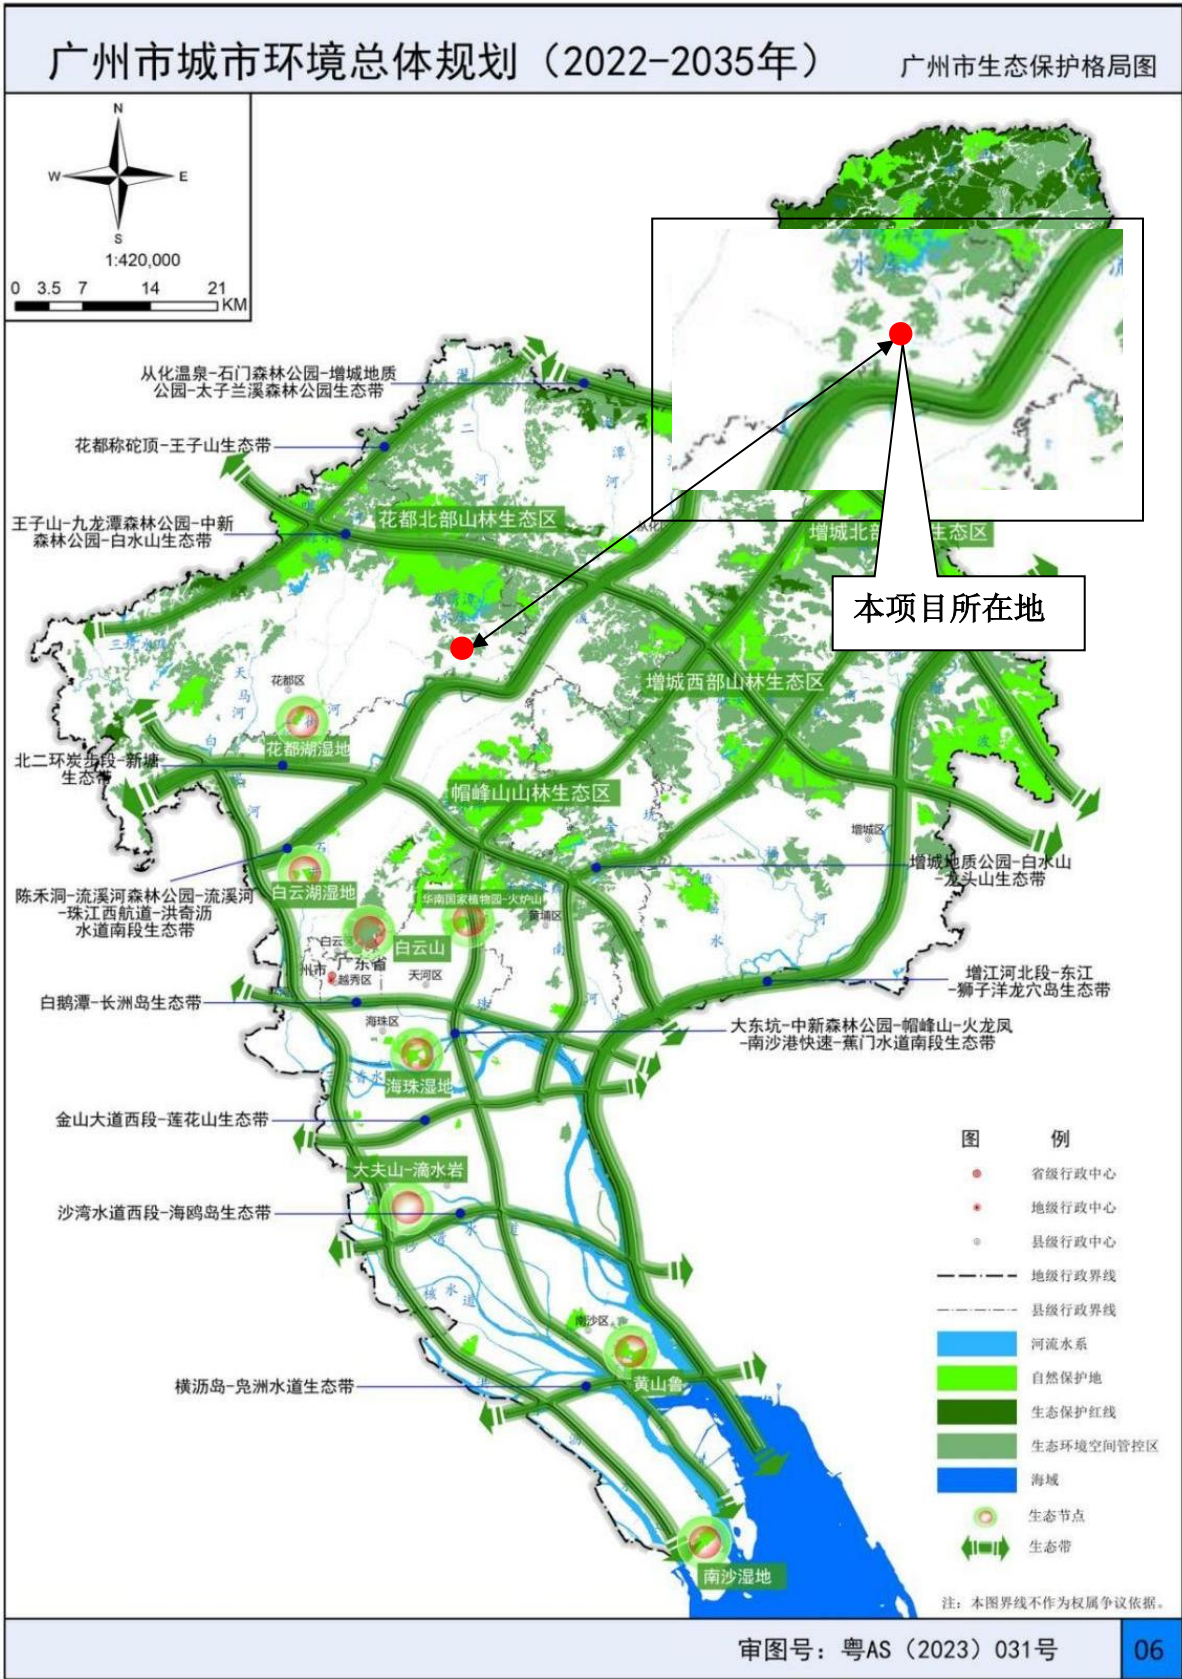 广州市城市环境总体规划（2022-2035年）
广州市生态保护格局图
N
W
E
S
1:420,000
0 3.5 7 14 21
KM
水库
从化温泉-石门森林公园-增城地质
公园-太子兰溪森林公园生态带
花都称砣顶-王子山生态带
王子山-九龙潭森林公园-中新
森林公园-白水山生态带
花都北部山林生态区
增城北部
生态区
本项目所在地
增城西部山林生态区
花都区
天马河
花都湖湿地
北二环炭步段-新塘
生态带
帽峰山山林生态区
增城区
陈禾洞-流溪河森林公园-流溪河
-珠江西航道-洪奇沥
水道南段生态带
白云湖湿地
华南国家植物园-火炉山
黄埔区
增城地质公园-白水山
-龙头山生态带
白云区
白云山
广东省
州市
越秀区
天河区
增江河北段-东江
-狮子洋龙穴岛生态带
白鹅潭-长洲岛生态带
海珠区
大东坑-中新森林公园-帽峰山-火龙凤
-南沙港快速-蕉门水道南段生态带
海珠湿地
金山大道西段-莲花山生态带
大夫山-滴水岩
沙湾水道西段-海鸥岛生态带
南沙区
黄山鲁
横沥岛-凫洲水道生态带
南沙湿地
图 例
省级行政中心
地级行政中心
县级行政中心
地级行政界线
县级行政界线
河流水系
自然保护地
生态保护红线
生态环境空间管控区
海域
生态节点
生态带
注：本图界线不作为权属争议依据。
审图号：粤AS（2023）031号
06